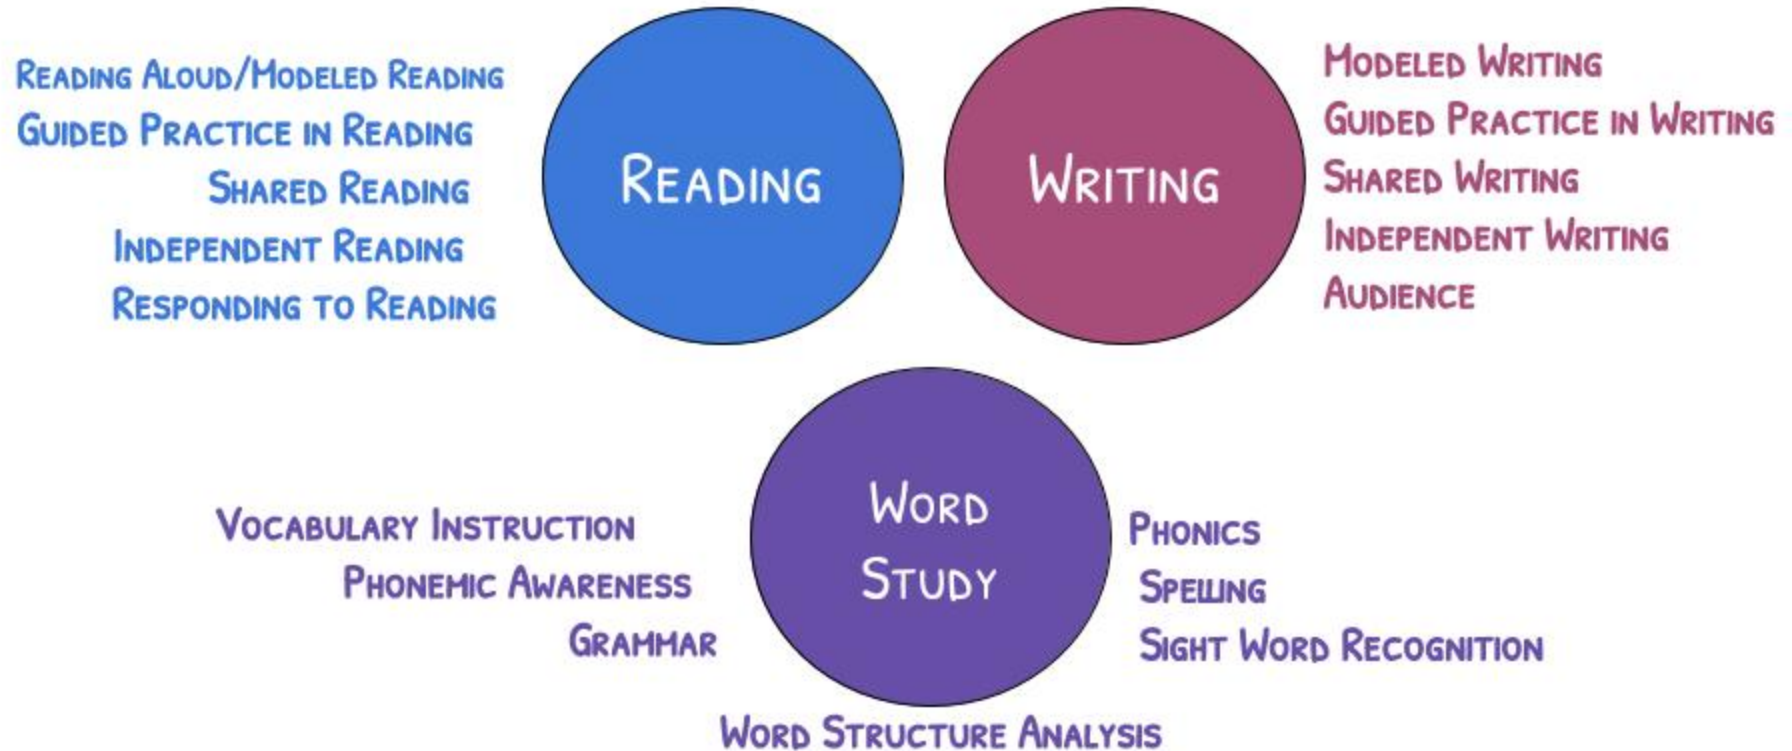 Reading Aloud/Modeled Reading
Guided Practice in Reading
Shared Reading
Independent Reading
Responding to Reading
Reading
Writing
Modeled Writing
Guided Practice in Writing
Shared Writing
Independent Writing
Audience
Vocabulary Instruction
Phonemic Awareness
Grammar
Word
Study
Phonics
Spelling
Sight Word Recognition
Word Structure Analysis